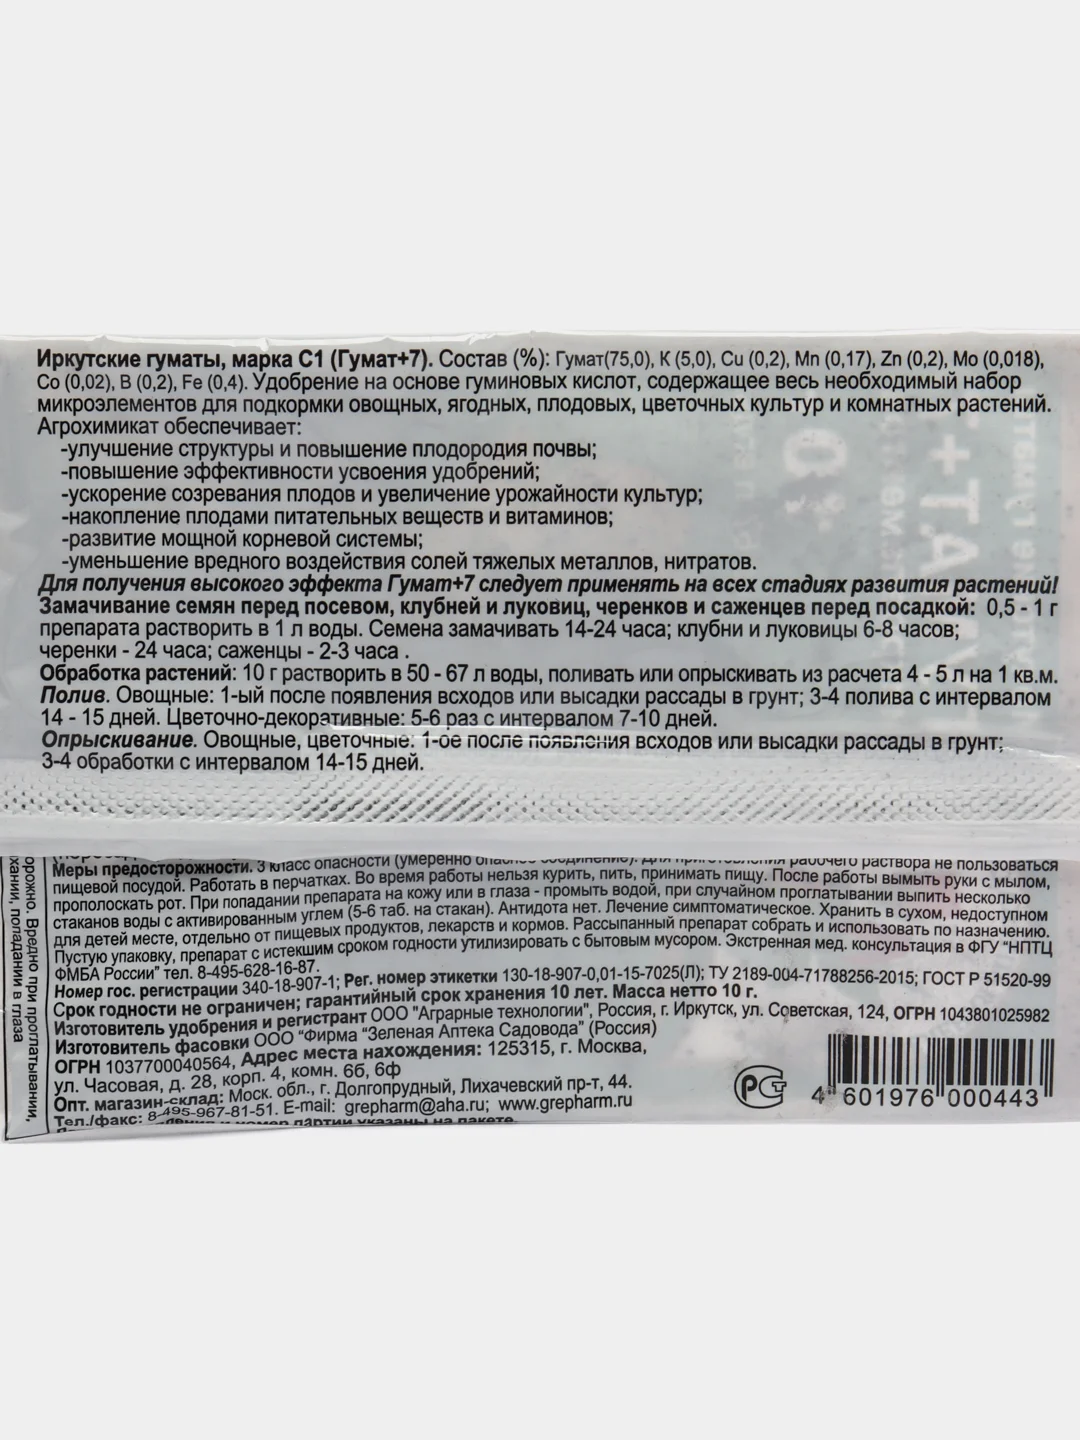 Иркутские гуматы, марка С1 (Гумат+7). Состав (%): Гумат(75,0), К (5,0), Cu (0,2), Mn (0,17), Zn (0,2), Mo (0,018),
Co (0,02), B (0,2), Fe (0,4). Удобрение на основе гуминовых кислот, содержащее весь необходимый набор
микроэлементов для подкормки овощных, ягодных, плодовых, цветочных культур и комнатных растений.
Агрохимикат обеспечивает:
-улучшение структуры и повышение плодородия почвы;
-повышение эффективности усвоения удобрений;
-ускорение созревания плодов и увеличение урожайности культур;
-накопление плодами питательных веществ и витаминов;
-развитие мощной корневой системы;
-уменьшение вредного воздействия солей тяжелых металлов, нитратов.
Для получения высокого эффекта Гумат+7 следует применять на всех стадиях развития растений!
Замачивание семян перед посевом, клубней и луковиц, черенков и саженцев перед посадкой: 0,5 - 1 г
препарата растворить в 1 л воды. Семена замачивать 14-24 часа; клубни и луковицы 6-8 часов;
черенки - 24 часа; саженцы - 2-3 часа .
Обработка растений: 10 г растворить в 50 - 67 л воды, поливать или опрыскивать из расчета 4 - 5 л на 1 кв.м.
Полив. Овощные: 1-ый после появления всходов или высадки рассады в грунт; 3-4 полива с интервалом
14 - 15 дней. Цветочно-декоративные: 5-6 раз с интервалом 7-10 дней.
Опрыскивание. Овощные, цветочные: 1-ое после появления всходов или высадки рассады в грунт;
3-4 обработки с интервалом 14-15 дней.
Меры предосторожности. 3 класс опасности (умеренно опасное соединение). Для приготовления рабочего раствора не пользоваться
пищевой посудой. Работать в перчатках. Во время работы нельзя курить, пить, принимать пищу. После работы вымыть руки с мылом,
прополоскать рот. При попадании препарата на кожу или в глаза - промыть водой, при случайном проглатывании выпить несколько
стаканов воды с активированным углем (5-6 таб. на стакан). Антидота нет. Лечение симптоматическое. Хранить в сухом, недоступном
для детей месте, отдельно от пищевых продуктов, лекарств и кормов. Рассыпанный препарат собрать и использовать по назначению.
Пустую упаковку, препарат с истекшим сроком годности утилизировать с бытовым мусором. Экстренная мед. консультация в ФГУ "НПТЦ
ФМБА России" тел. 8-495-628-16-87.
Номер гос. регистрации 340-18-907-1; Рег. номер этикетки 130-18-907-0,01-15-7025(Л); ТУ 2189-004-71788256-2015; ГОСТ Р 51520-99
Срок годности не ограничен; гарантийный срок хранения 10 лет. Масса нетто 10 г.
Изготовитель удобрения и регистрант ООО "Аграрные технологии", Россия, г. Иркутск, ул. Советская, 124, ОГРН 1043801025982
Изготовитель фасовки ООО "Фирма "Зеленая Аптека Садовода" (Россия)
ОГРН 1037700040564, Адрес места нахождения: 125315, г. Москва,
ул. Часовая, д. 28, корп. 4, комн. 6б, 6ф
Опт. магазин-склад: Моск. обл., г. Долгопрудный, Лихачевский пр-т, 44.
Тел./факс: 8-495-967-81-51. E-mail: grepharm@aha.ru; www.grepharm.ru
номер партии указаны на пакете.
орожно. Вредно при проглатывании,
хании, попадании в глаза
РСТ
4 601976 000443